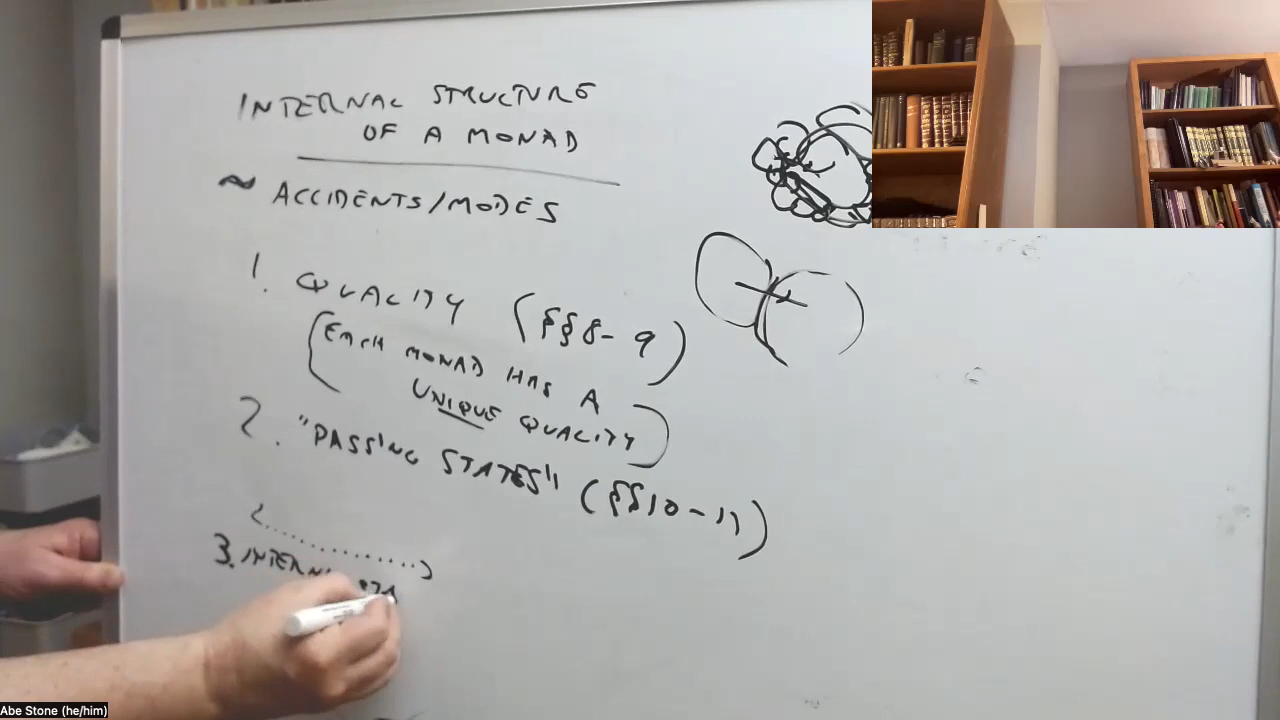 INTERNAL STRUCTURE
OF A MONAD
~ ACCIDENTS/MODES
1. QUALITY (§§8-9)
(EACH MONAD HAS A
UNIQUE QUALITY)
2. "PASSING STATES" (§§10-11)
<..........>
3. INTERNAL
Abe Stone (he/him)